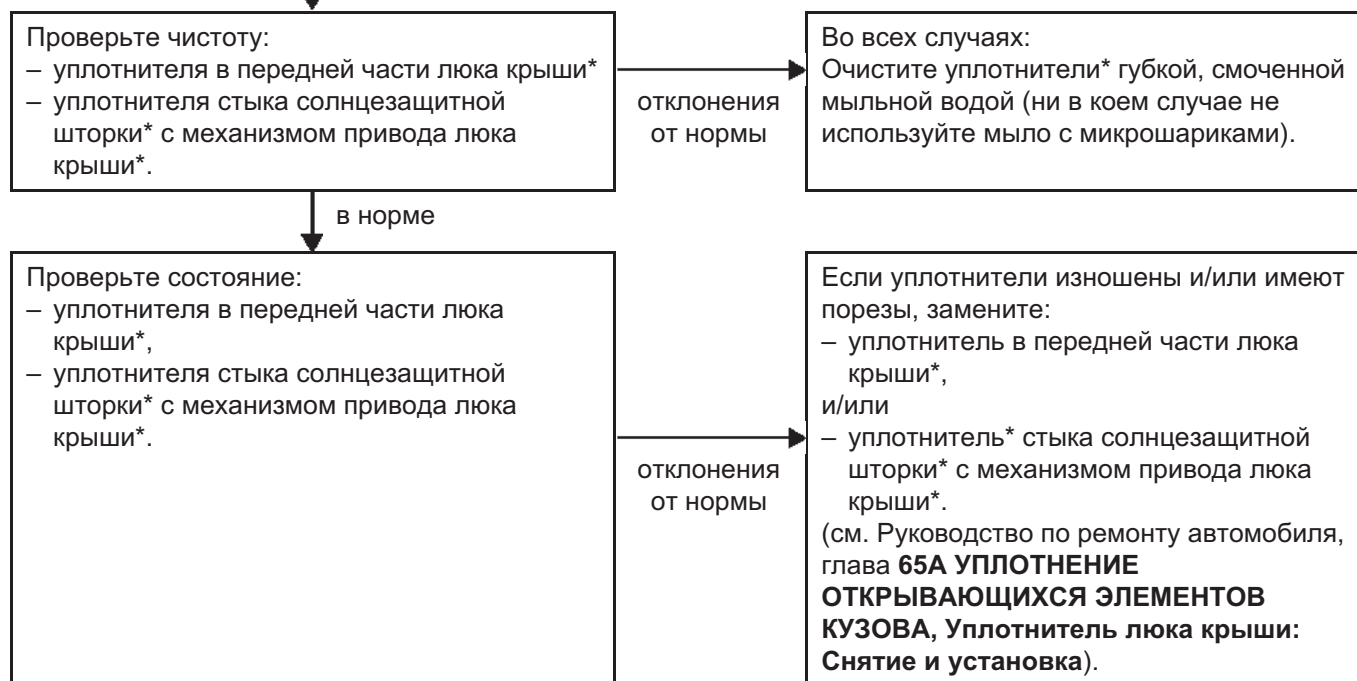 Проверьте чистоту:
– уплотнителя в передней части люка крыши*
– уплотнителя стыка солнцезащитной
шторки* с механизмом привода люка
крыши*.
отклонения
от нормы
Во всех случаях:
Очистите уплотнители* губкой, смоченной
мыльной водой (ни в коем случае не
используйте мыло с микрошариками).
в норме
Проверьте состояние:
– уплотнителя в передней части люка
крыши*,
– уплотнителя стыка солнцезащитной
шторки* с механизмом привода люка
крыши*.
отклонения
от нормы
Если уплотнители изношены и/или имеют
порезы, замените:
– уплотнитель в передней части люка
крыши*,
и/или
– уплотнитель* стыка солнцезащитной
шторки* с механизмом привода люка
крыши*.
(см. Руководство по ремонту автомобиля,
глава 65A УПЛОТНЕНИЕ
ОТКРЫВАЮЩИХСЯ ЭЛЕМЕНТОВ
КУЗОВА, Уплотнитель люка крыши:
Снятие и установка).